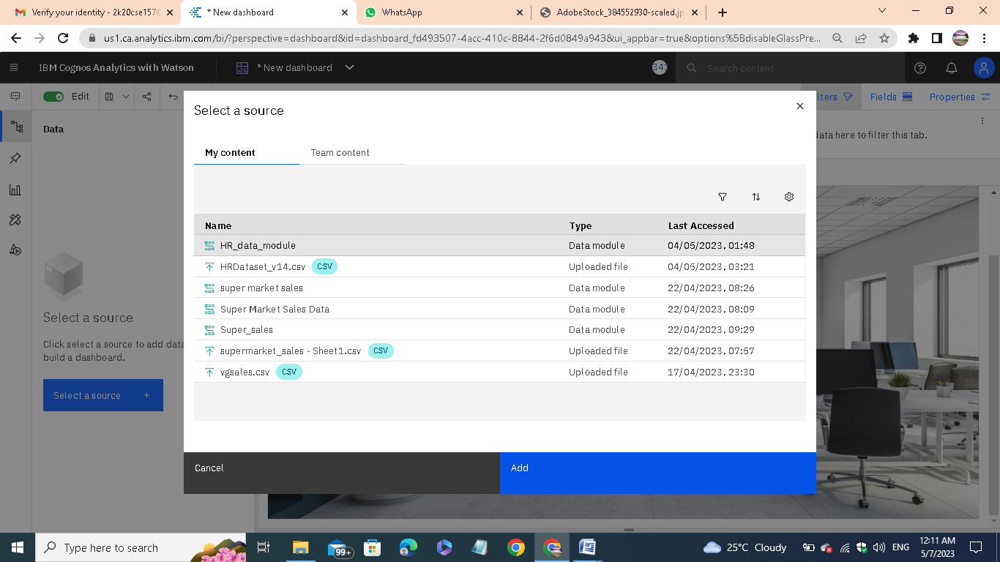 Verify your identity - 2k20cse157@
* New dashboard
WhatsApp
AdobeStock_384552930-scaled.jp
us1.ca.analytics.ibm.com/bi/?perspective=dashboard&id=dashboard_fd493507-4acc-410c-8844-2f6d0849a943&ui_appbar=true&options%5BdisableGlassPre...
IBM Cognos Analytics with Watson
* New dashboard
341
Search content
Edit
Filters
Fields
Properties
Data
data here to filter this tab.
Select a source
My content
Team content
Name Type Last Accessed
HR_data_module Data module 04/05/2023, 01:48
HRDataset_v14.csv CSV Uploaded file 04/05/2023, 03:21
super market sales Data module 22/04/2023, 08:26
Super Market Sales Data Data module 22/04/2023, 08:09
Super_sales Data module 22/04/2023, 09:29
supermarket_sales - Sheet1.csv CSV Uploaded file 22/04/2023, 07:57
vgsales.csv CSV Uploaded file 17/04/2023, 23:30
Select a source
Click select a source to add data
build a dashboard.
Select a source +
Cancel
Add
Type here to search
99+
25°C Cloudy
ENG
12:11 AM
5/7/2023